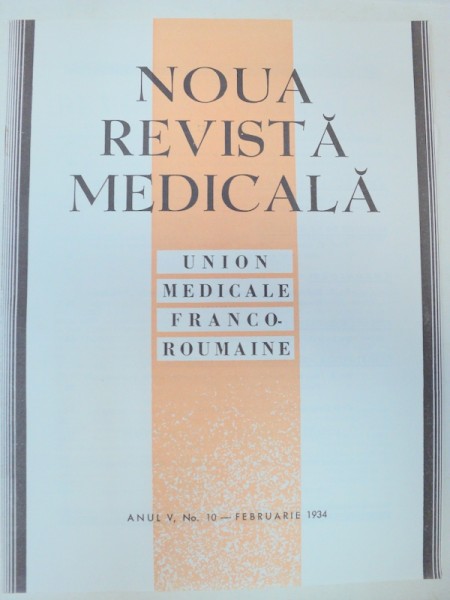 NOUA
REVISTĂ
MEDICALĂ
UNION
MEDICALE
FRANCO-
ROUMAINE
ANUL V, No. 10 — FEBRUARIE 1934